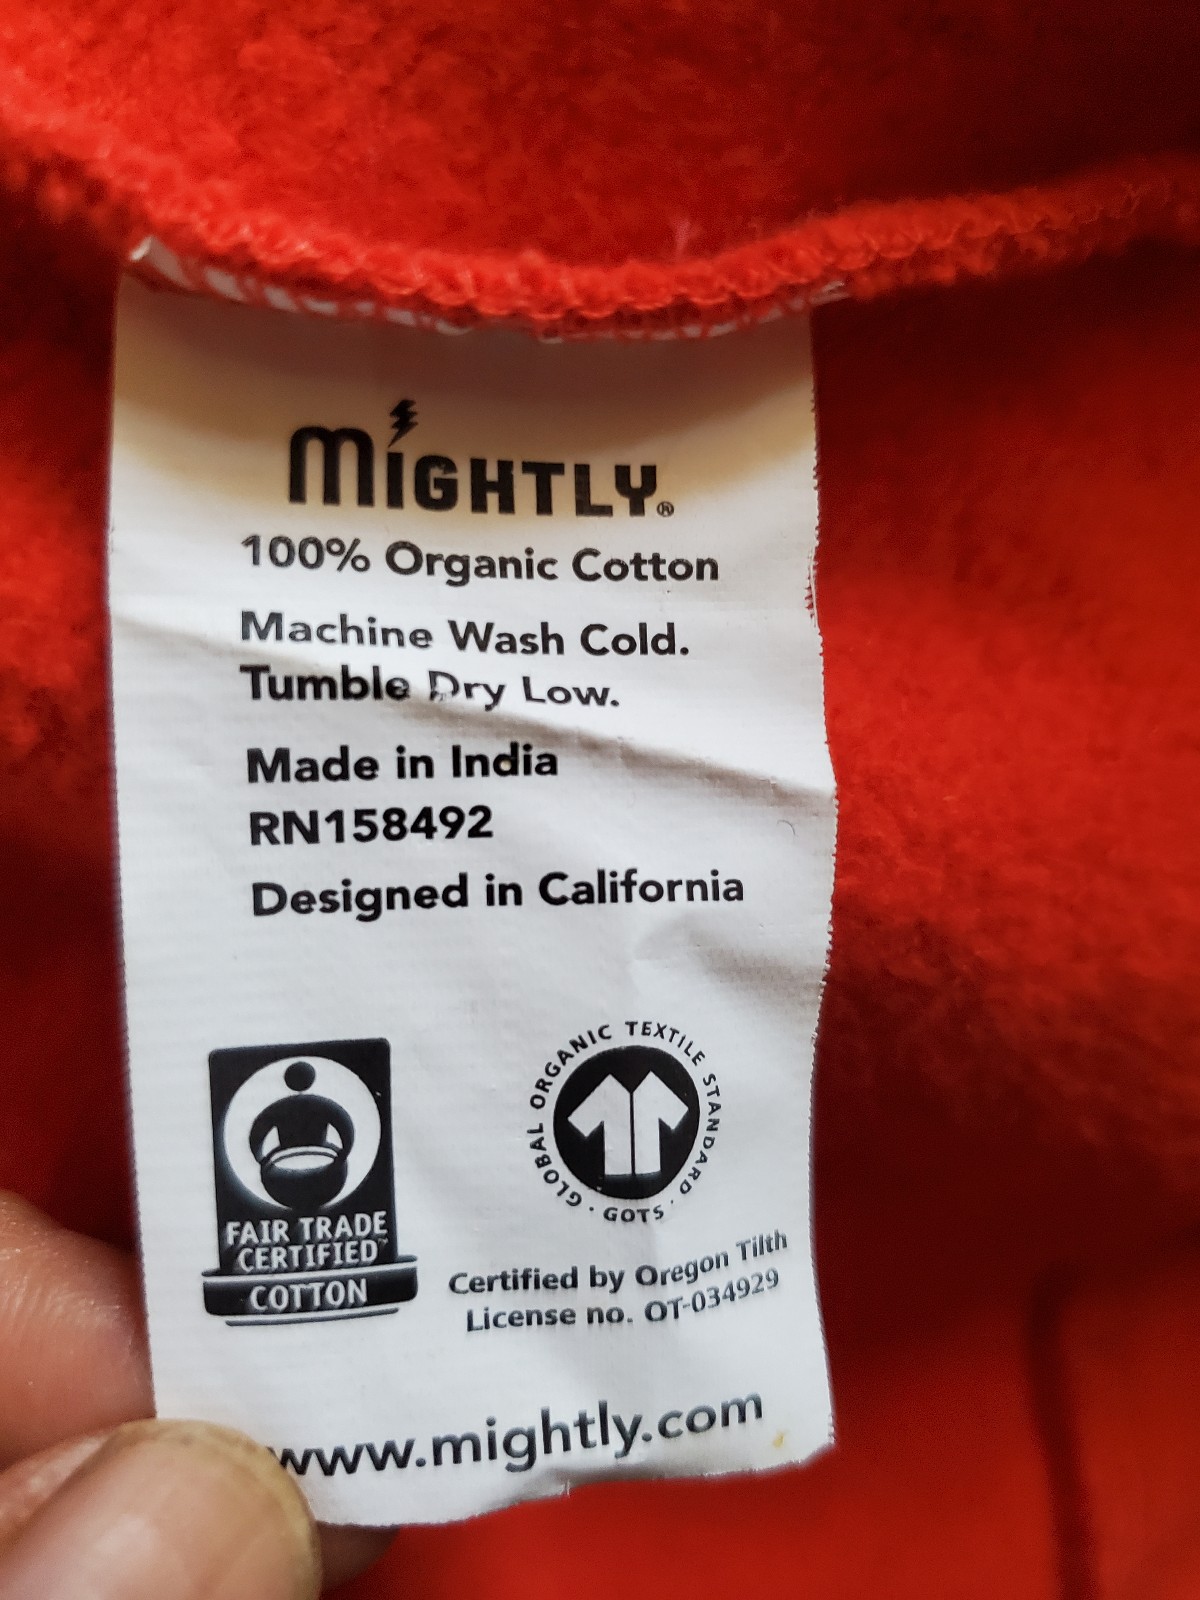 MiGHTLY®
100% Organic Cotton
Machine Wash Cold.
Tumble Dry Low.
Made in India
RN158492
Designed in California
FAIR TRADE
CERTIFIED™
COTTON
GLOBAL ORGANIC TEXTILE STANDARD · GOTS ·
Certified by Oregon Tilth
License no. OT-034929
www.mightly.com